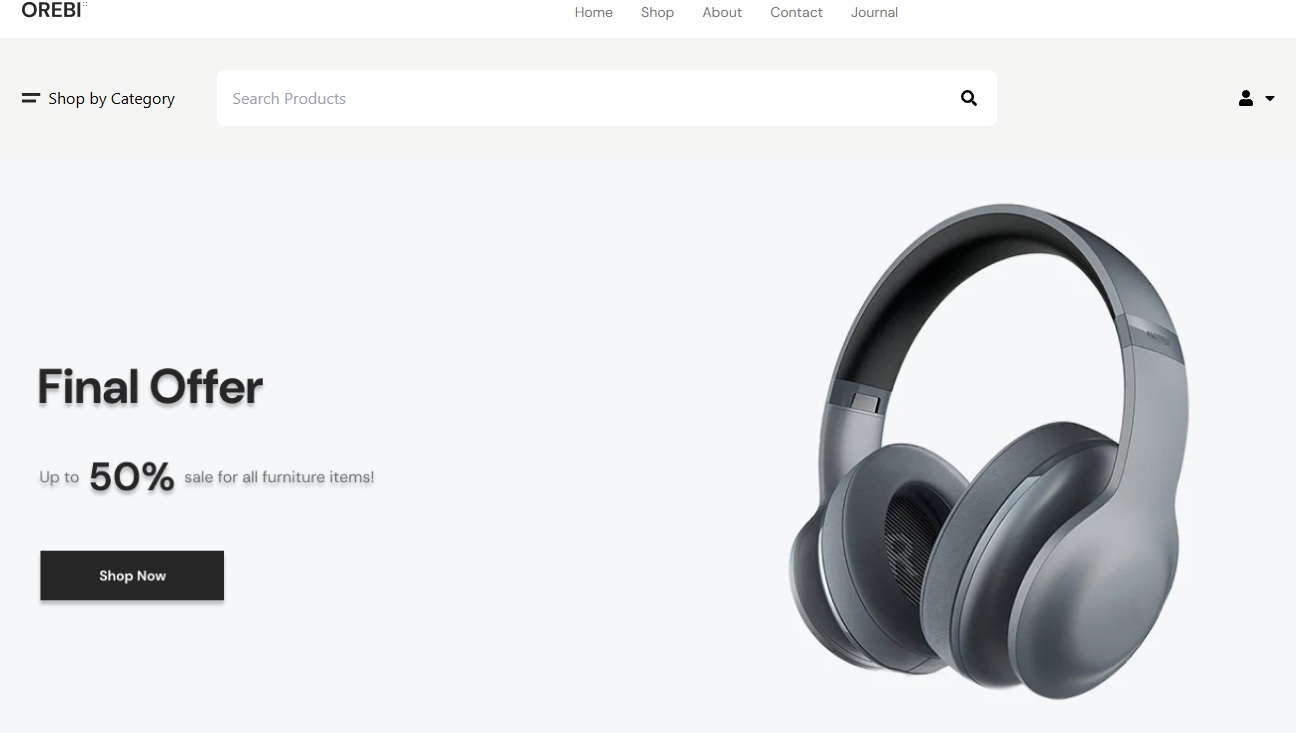 OREBI
Home Shop About Contact Journal
Shop by Category
Search Products
Final Offer
Up to 50% sale for all furniture items!
Shop Now